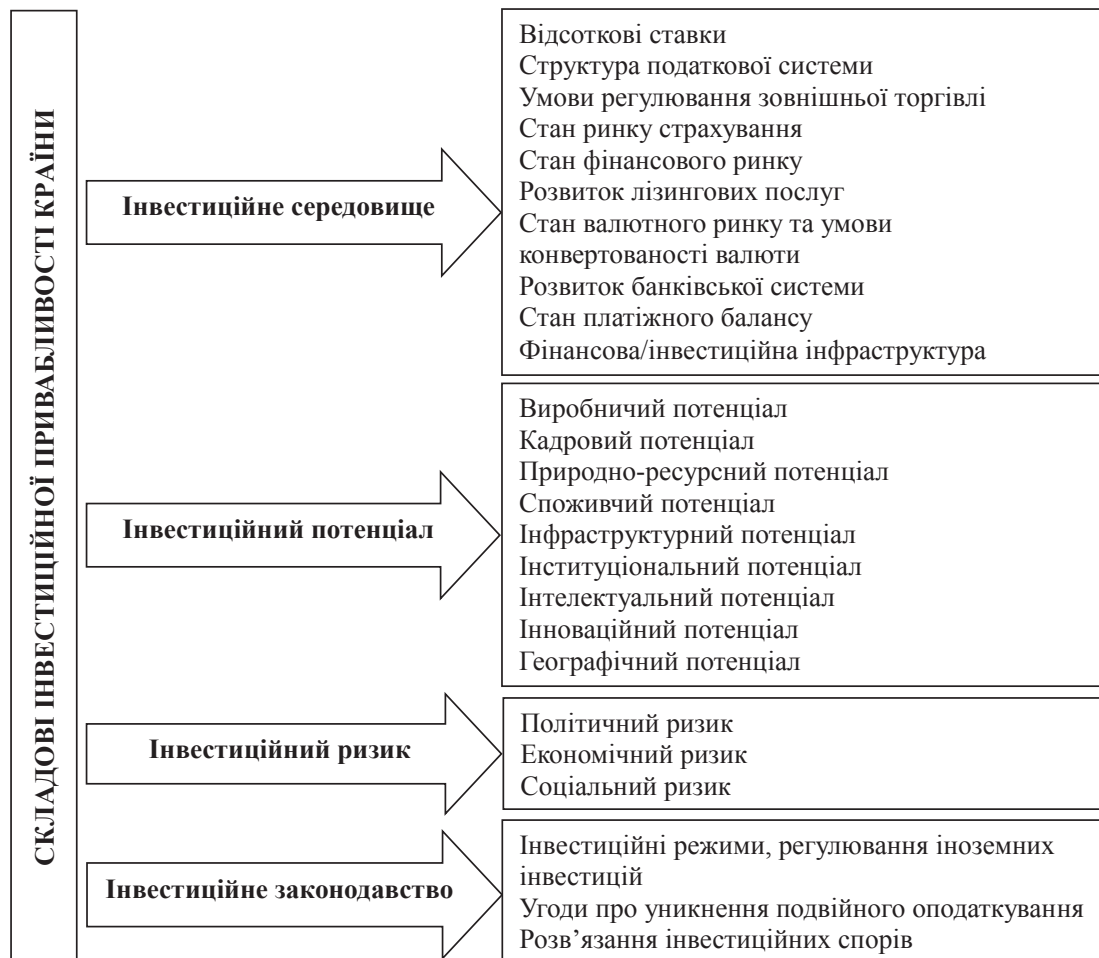 СКЛАДОВІ ІНВЕСТИЦІЙНОЇ ПРИВАБЛИВОСТІ КРАЇНИ
Інвестиційне середовище
Відсоткові ставки
Структура податкової системи
Умови регулювання зовнішньої торгівлі
Стан ринку страхування
Стан фінансового ринку
Розвиток лізингових послуг
Стан валютного ринку та умови
конвертованості валюти
Розвиток банківської системи
Стан платіжного балансу
Фінансова/інвестиційна інфраструктура
Інвестиційний потенціал
Виробничий потенціал
Кадровий потенціал
Природно-ресурсний потенціал
Споживчий потенціал
Інфраструктурний потенціал
Інституціональний потенціал
Інтелектуальний потенціал
Інноваційний потенціал
Географічний потенціал
Інвестиційний ризик
Політичний ризик
Економічний ризик
Соціальний ризик
Інвестиційне законодавство
Інвестиційні режими, регулювання іноземних
інвестицій
Угоди про уникнення подвійного оподаткування
Розв’язання інвестиційних спорів